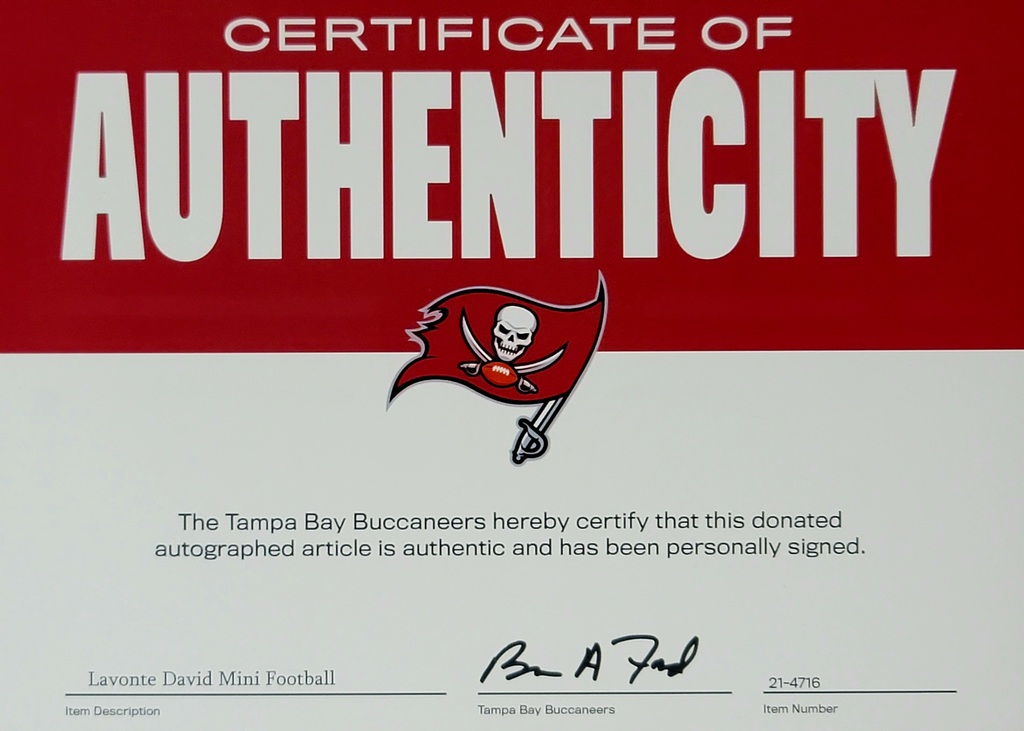 CERTIFICATE OF
AUTHENTICITY
The Tampa Bay Buccaneers hereby certify that this donated
autographed article is authentic and has been personally signed.
Lavonte David Mini Football
Item Description
Tampa Bay Buccaneers
21-4716
Item Number